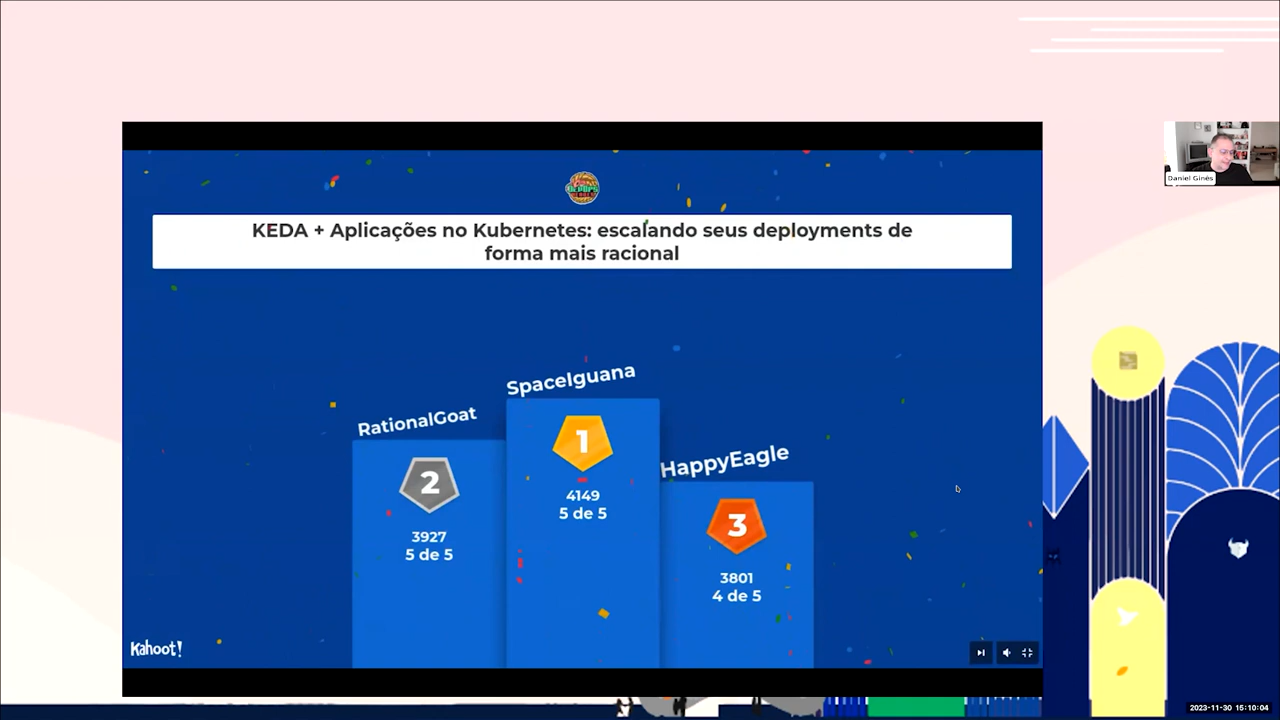 KEDA + Aplicações no Kubernetes: escalando seus deployments de
forma mais racional
SpaceIguana
RationalGoat
HappyEagle
1
4149
5 de 5
2
3927
5 de 5
3
3801
4 de 5
Kahoot!
Daniel Ginês
2023-11-30 15:10:04